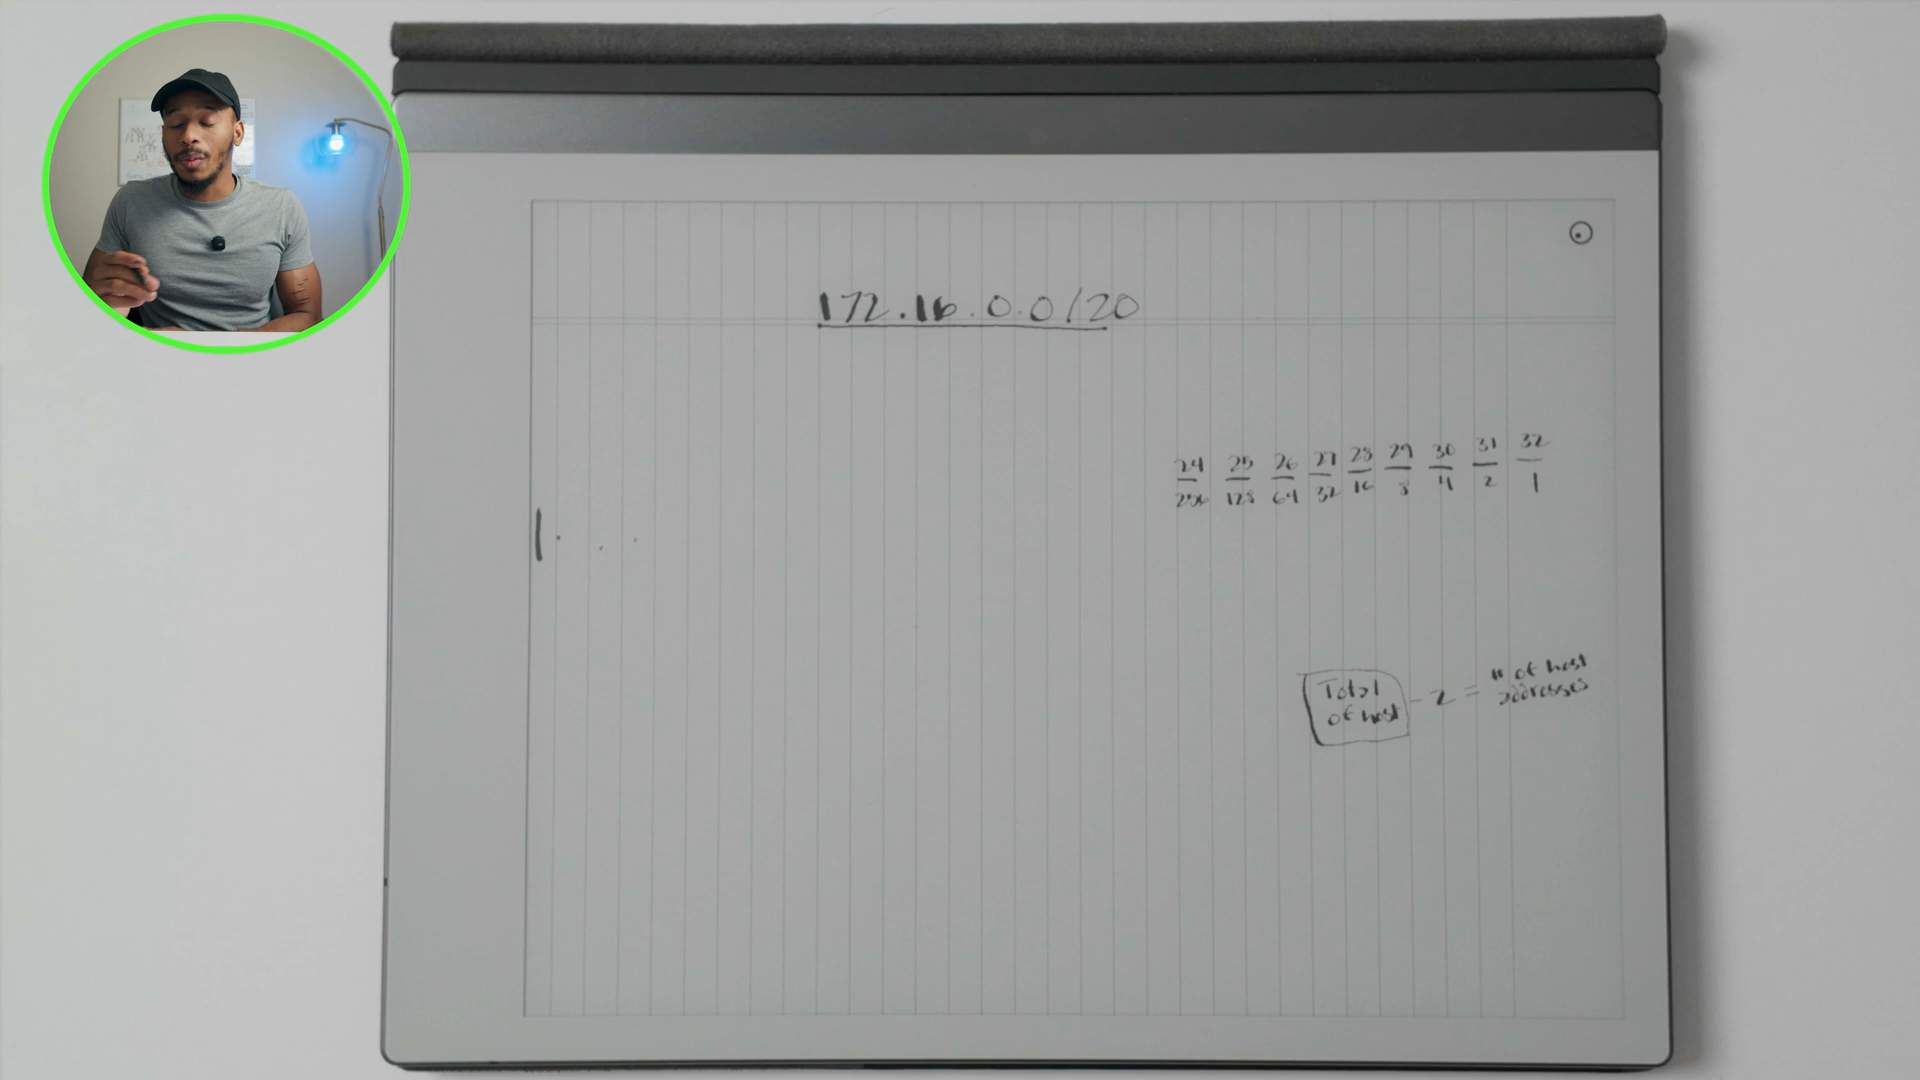 172.16.0.0/20
24 25 26 27 28 29 30 31 32
256 128 64 32 16 8 4 2 1
Total of host - 2 = # of host addresses